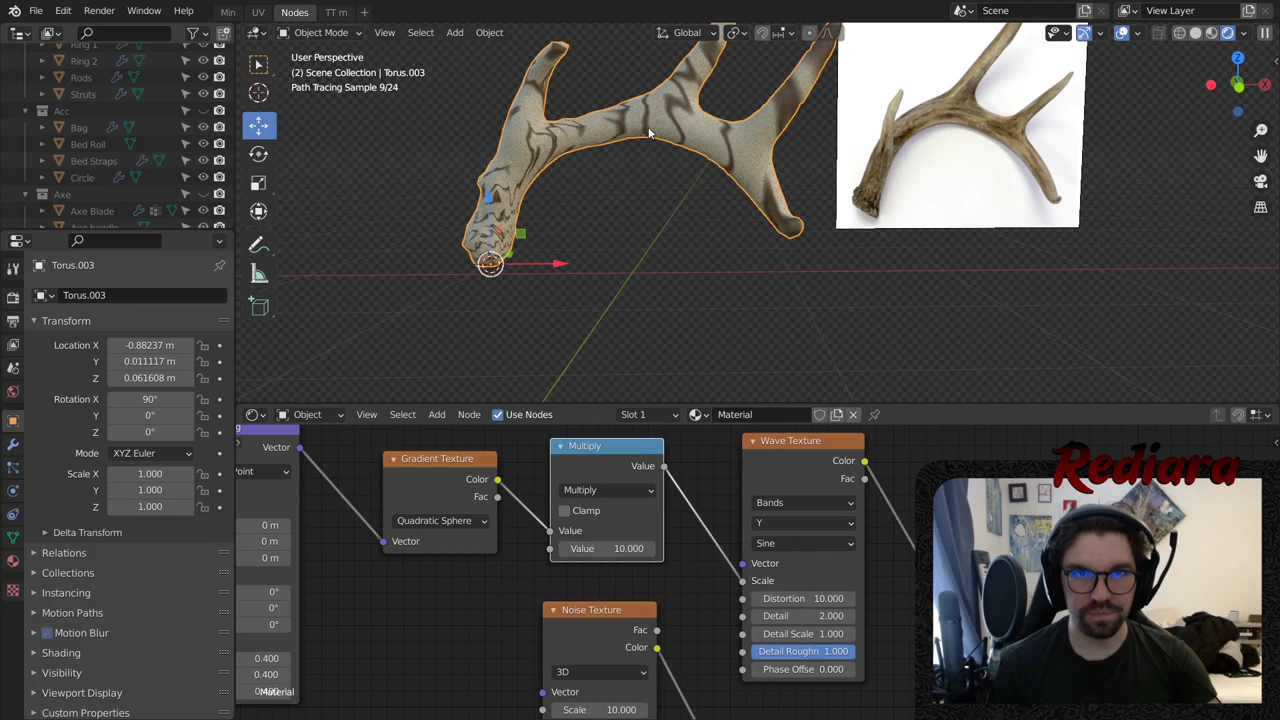 File Edit Render Window Help Min UV Nodes TT m + Scene View Layer
Object Mode View Select Add Object Global
User Perspective
(2) Scene Collection | Torus.003
Path Tracing Sample 9/24
Z
X
Ring 1
Ring 2
Rods
Struts
Acc
Bag
Bed Roll
Bed Straps
Circle
Axe
Axe Blade
Torus.003
Torus.003
Transform
Location X -0.88237 m
Y 0.011117 m
Z 0.061608 m
Rotation X 90°
Y 0°
Z 0°
Mode XYZ Euler
Scale X 1.000
Y 1.000
Z 1.000
Delta Transform
Relations
Collections
Instancing
Motion Paths
Motion Blur
Shading
Visibility
Viewport Display
Custom Properties
Object View Select Add Node Use Nodes Slot 1 Material
Vector
0 m
0 m
0 m
0°
0°
0°
0.400
0.400
Material
Gradient Texture
Color
Fac
Quadratic Sphere
Vector
Multiply
Value
Multiply
Clamp
Value
Value 10.000
Noise Texture
Fac
Color
3D
Vector
Scale 10.000
Wave Texture
Color
Fac
Bands
Y
Sine
Vector
Scale
Distortion 10.000
Detail 2.000
Detail Scale 1.000
Detail Roughn 1.000
Phase Offse 0.000
Rediara